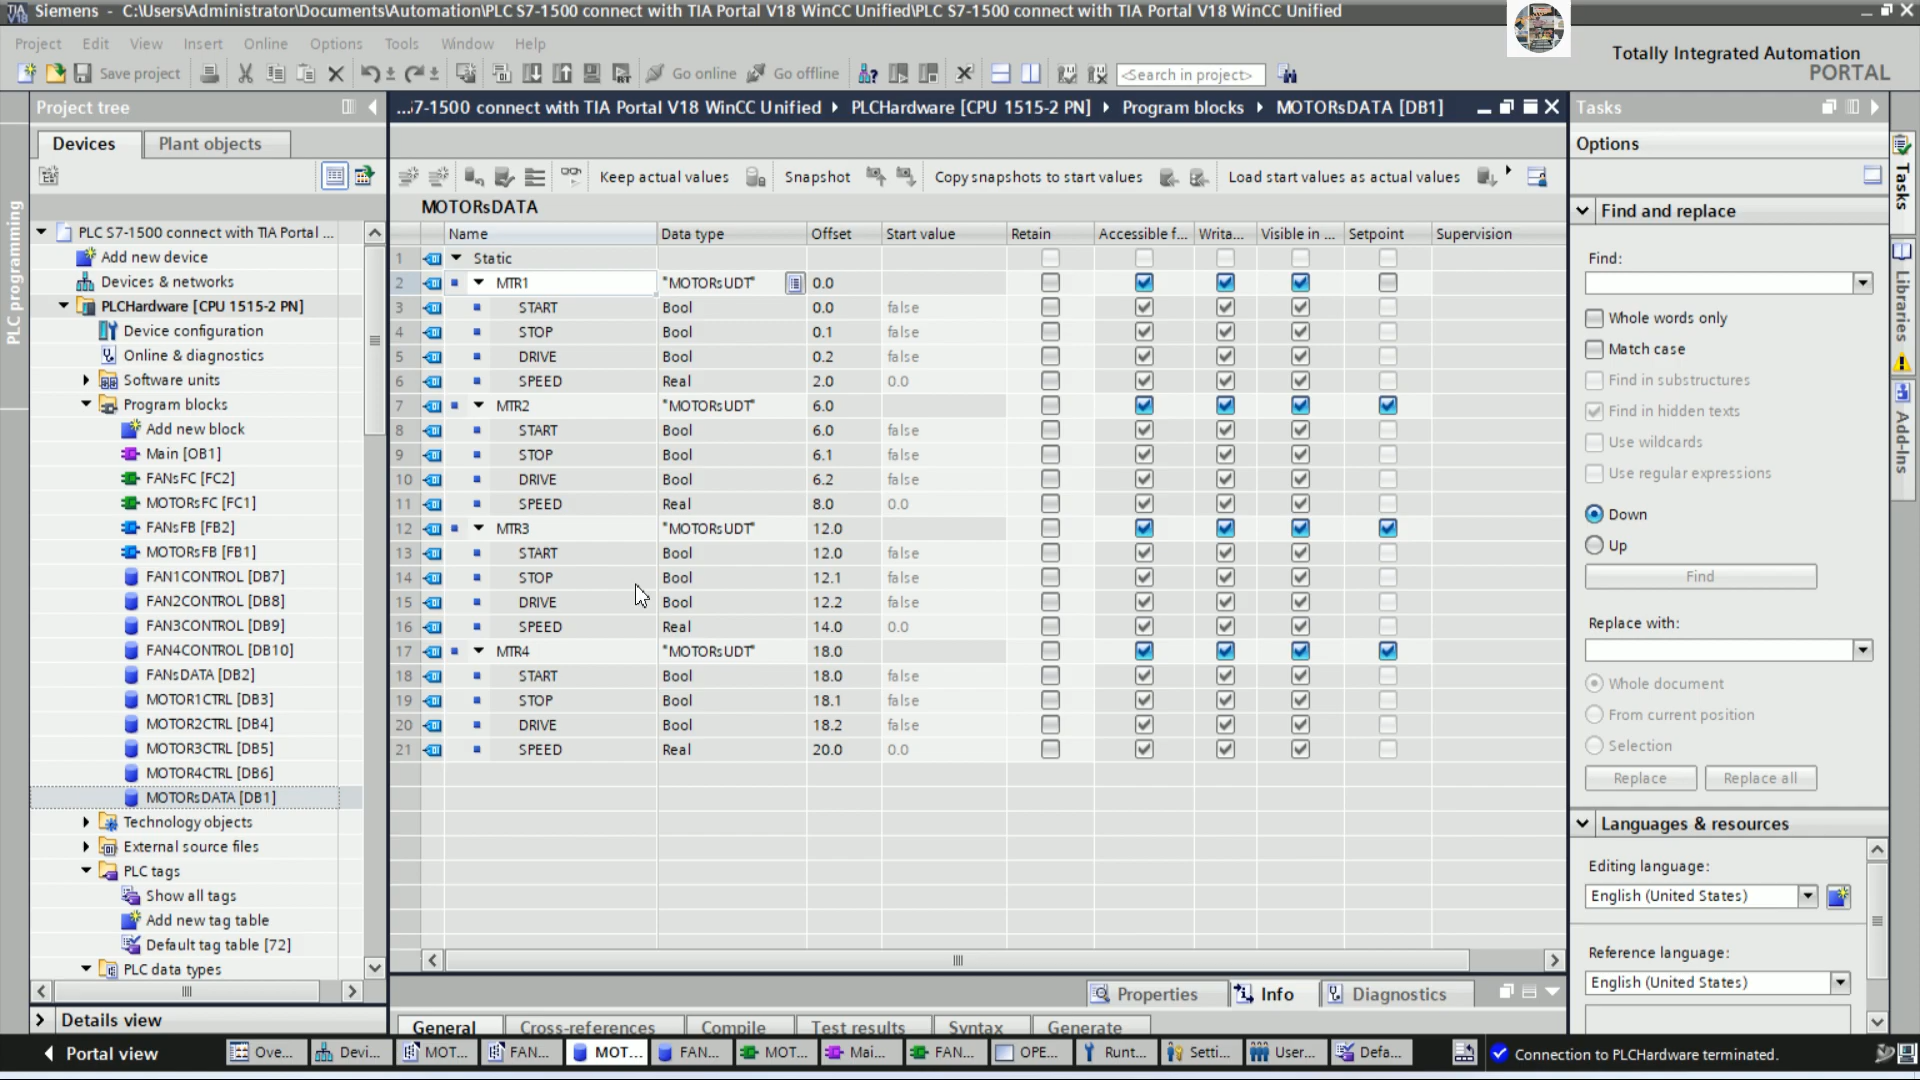 Siemens - C:\Users\Administrator\Documents\Automation\PLC S7-1500 connect with TIA Portal V18 WinCC Unified\PLC S7-1500 connect with TIA Portal V18 WinCC Unified
Project Edit View Insert Online Options Tools Window Help
Totally Integrated Automation
PORTAL
Save project Go online Go offline <Search in project>
Project tree
...i7-1500 connect with TIA Portal V18 WinCC Unified PLCHardware [CPU 1515-2 PN] Program blocks MOTORsDATA [DB1]
Tasks
Devices Plant objects
Options
Keep actual values Snapshot Copy snapshots to start values Load start values as actual values
MOTORsDATA
Find and replace
PLC programming
Tasks
Libraries
Add-Ins
PLC S7-1500 connect with TIA Portal ...
Add new device
Devices & networks
PLCHardware [CPU 1515-2 PN]
Device configuration
Online & diagnostics
Software units
Program blocks
Add new block
Main [OB1]
FANsFC [FC2]
MOTORsFC [FC1]
FANsFB [FB2]
MOTORsFB [FB1]
FAN1CONTROL [DB7]
FAN2CONTROL [DB8]
FAN3CONTROL [DB9]
FAN4CONTROL [DB10]
FANsDATA [DB2]
MOTOR1CTRL [DB3]
MOTOR2CTRL [DB4]
MOTOR3CTRL [DB5]
MOTOR4CTRL [DB6]
MOTORsDATA [DB1]
Technology objects
External source files
PLC tags
Show all tags
Add new tag table
Default tag table [72]
PLC data types
Details view
Name Data type Offset Start value Retain Accessible f... Writa... Visible in ... Setpoint Supervision
1 Static
2 MTR1 "MOTORsUDT" 0.0
3 START Bool 0.0 false
4 STOP Bool 0.1 false
5 DRIVE Bool 0.2 false
6 SPEED Real 2.0 0.0
7 MTR2 "MOTORsUDT" 6.0
8 START Bool 6.0 false
9 STOP Bool 6.1 false
10 DRIVE Bool 6.2 false
11 SPEED Real 8.0 0.0
12 MTR3 "MOTORsUDT" 12.0
13 START Bool 12.0 false
14 STOP Bool 12.1 false
15 DRIVE Bool 12.2 false
16 SPEED Real 14.0 0.0
17 MTR4 "MOTORsUDT" 18.0
18 START Bool 18.0 false
19 STOP Bool 18.1 false
20 DRIVE Bool 18.2 false
21 SPEED Real 20.0 0.0
Find:
Whole words only
Match case
Find in substructures
Find in hidden texts
Use wildcards
Use regular expressions
Down
Up
Find
Replace with:
Whole document
From current position
Selection
Replace Replace all
Languages & resources
Editing language:
English (United States)
Reference language:
English (United States)
Properties Info Diagnostics
General Cross-references Compile Test results Syntax Generate
Portal view Ove... Devi... MOT... FAN... MOT... FAN... MOT... Mai... FAN... OPE... Runt... Setti... User... Defa... Connection to PLCHardware terminated.